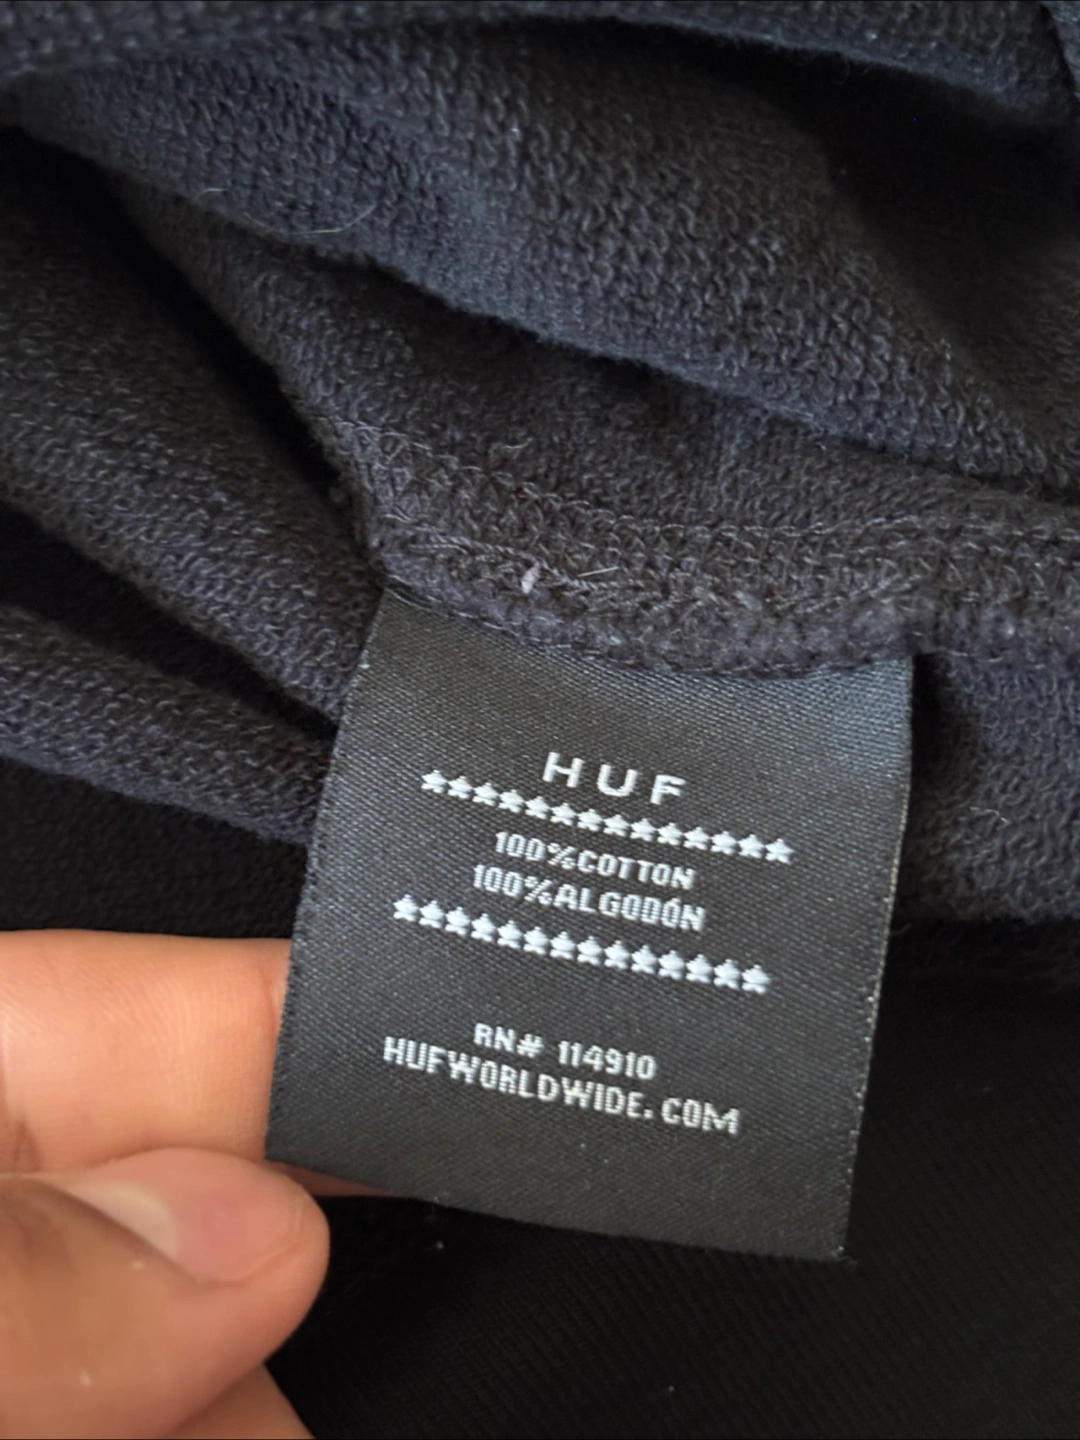 HUF
100%COTTON
100%ALGODÓN
RN# 114910
HUFWORLDWIDE.COM